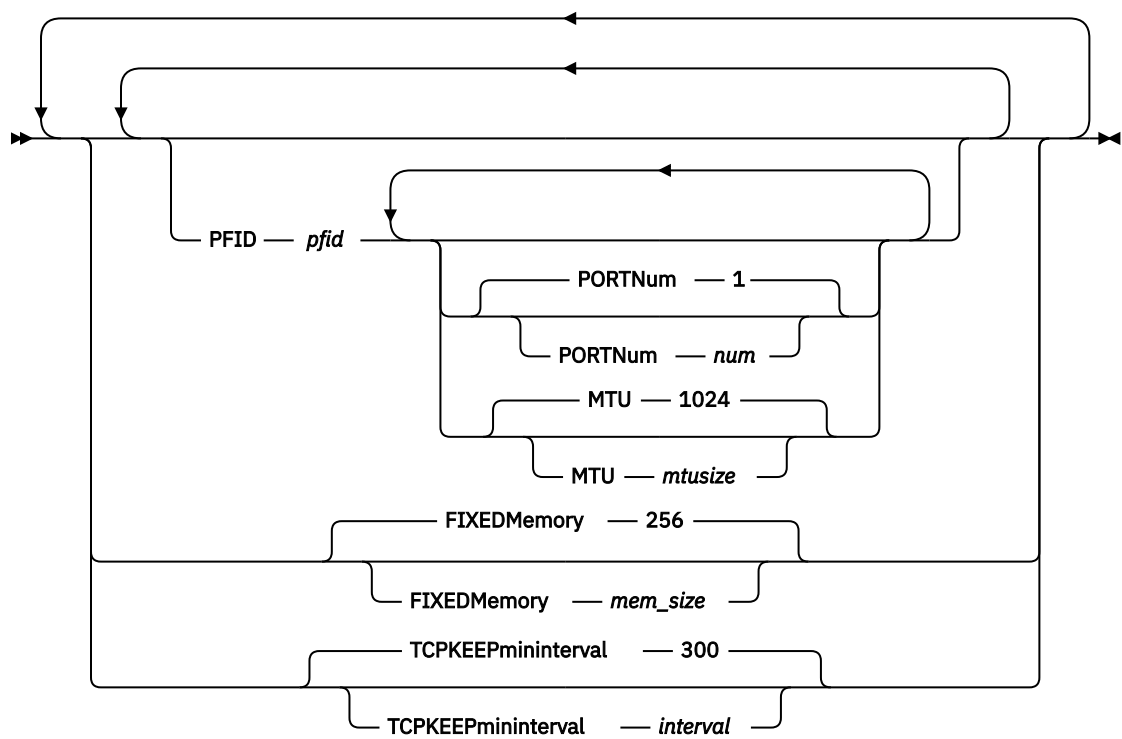 PFID pfid
PORTNum 1
PORTNum num
MTU 1024
MTU mtusize
FIXEDMemory 256
FIXEDMemory mem_size
TCPKEEPmininterval 300
TCPKEEPmininterval interval